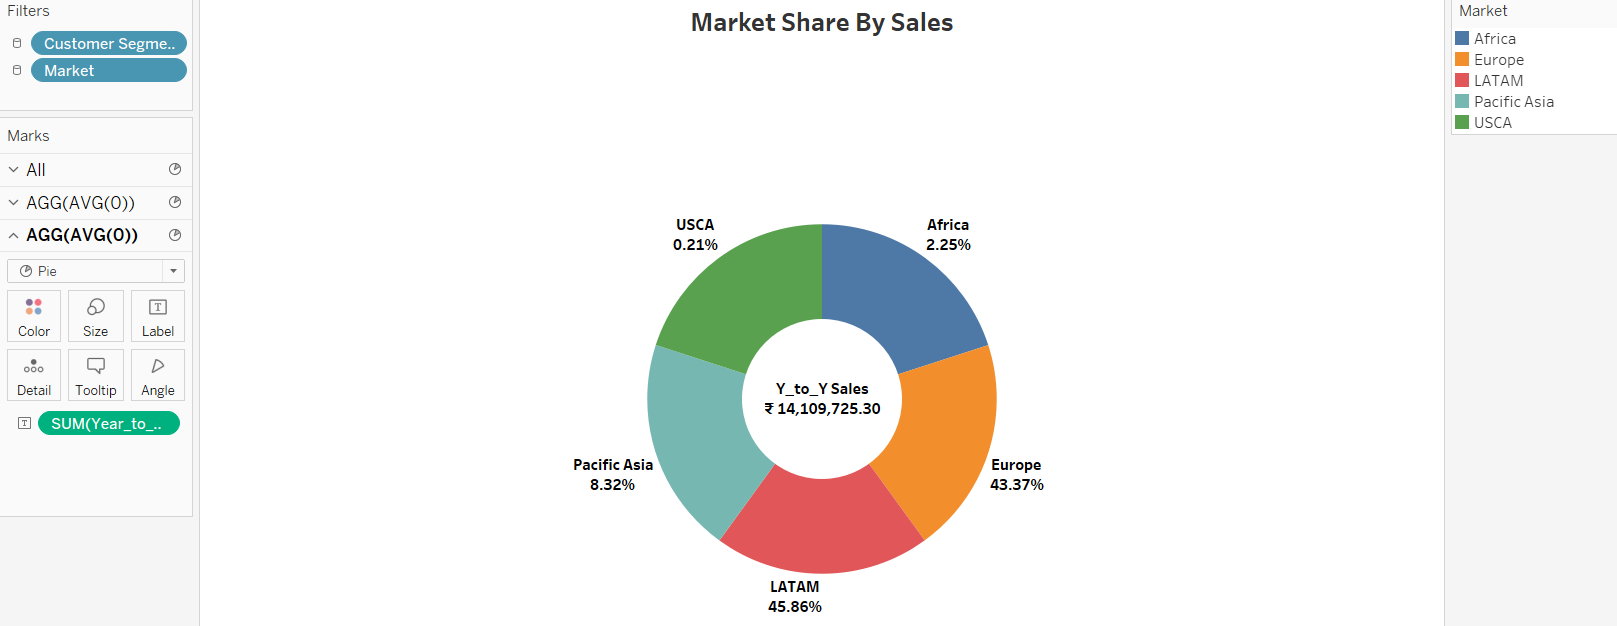 Filters
Customer Segme..
Market
Marks
All
AGG(AVG(0))
AGG(AVG(0))
Pie
Color
Size
Label
Detail
Tooltip
Angle
SUM(Year_to_..
Market Share By Sales
USCA
0.21%
Africa
2.25%
Y_to_Y Sales
₹ 14,109,725.30
Pacific Asia
8.32%
Europe
43.37%
LATAM
45.86%
Market
Africa
Europe
LATAM
Pacific Asia
USCA